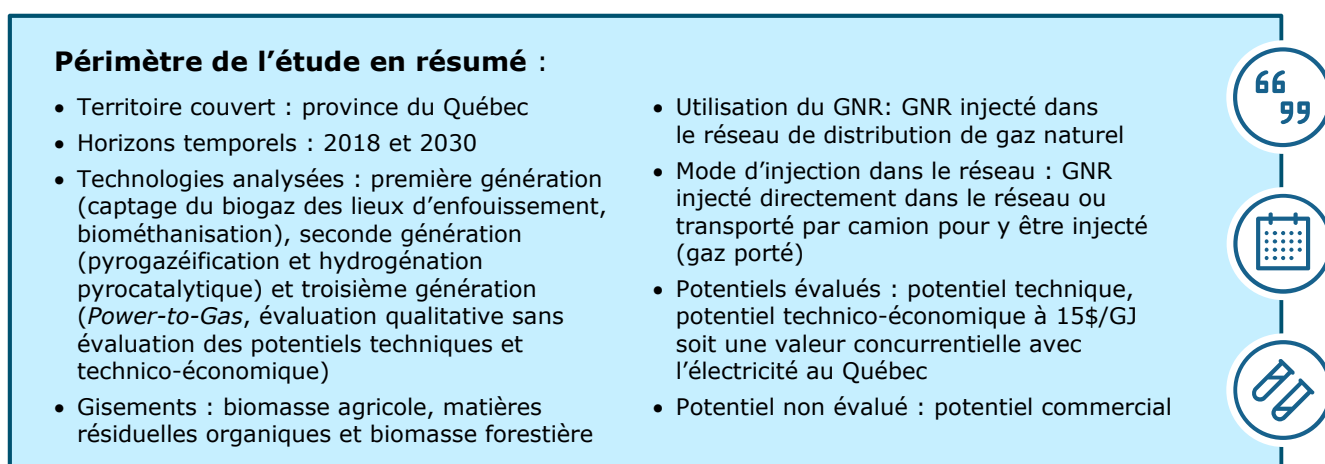 Périmètre de l’étude en résumé :
• Territoire couvert : province du Québec
• Horizons temporels : 2018 et 2030
• Technologies analysées : première génération
(captage du biogaz des lieux d’enfouissement,
biométhanisation), seconde génération
(pyrogazéification et hydrogénation
pyrocatalytique) et troisième génération
(Power-to-Gas, évaluation qualitative sans
évaluation des potentiels techniques et
technico-économique)
• Gisements : biomasse agricole, matières
résiduelles organiques et biomasse forestière
• Utilisation du GNR: GNR injecté dans
le réseau de distribution de gaz naturel
• Mode d’injection dans le réseau : GNR
injecté directement dans le réseau ou
transporté par camion pour y être injecté
(gaz porté)
• Potentiels évalués : potentiel technique,
potentiel technico-économique à 15$/GJ
soit une valeur concurrentielle avec
l’électricité au Québec
• Potentiel non évalué : potentiel commercial